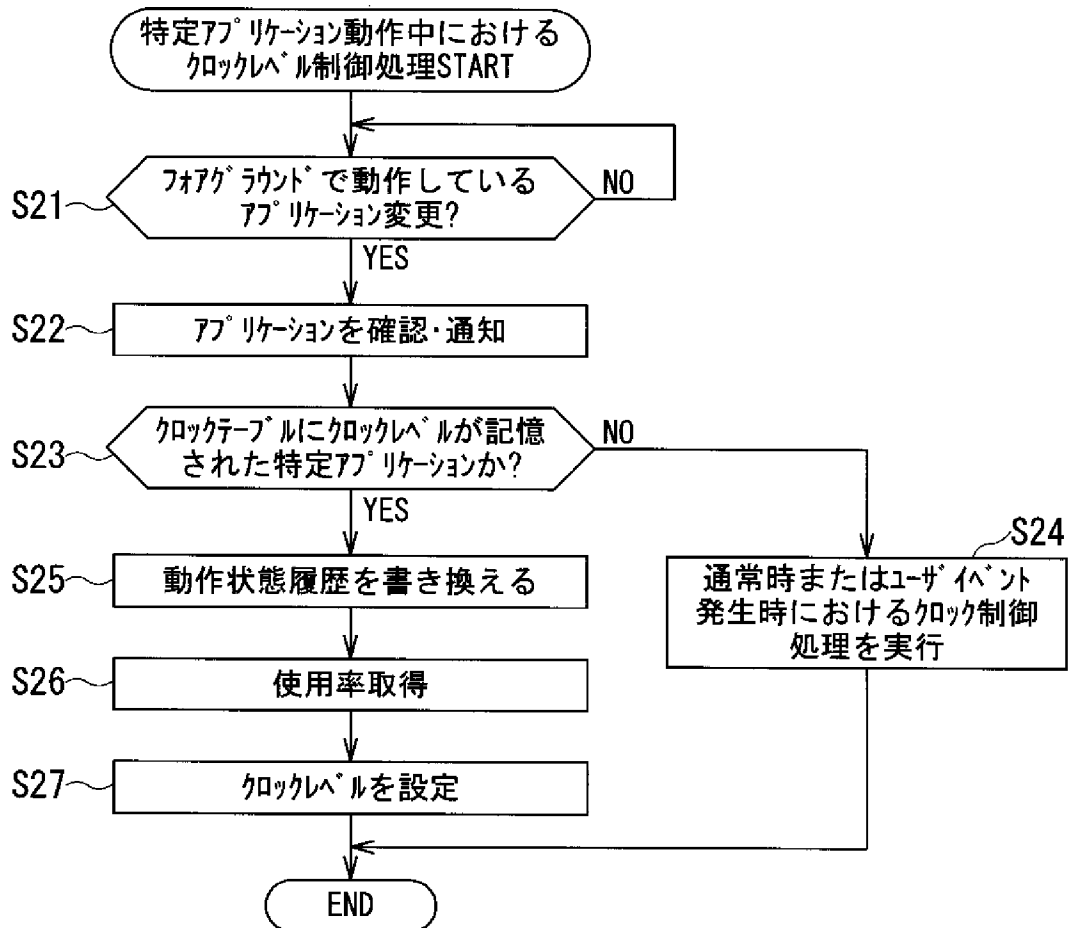 特定ｱﾌﾟﾘｹｰｼｮﾝ動作中における
ｸﾛｯｸﾚﾍﾞﾙ制御処理START
S21
ﾌｫｱｸﾞﾗｳﾝﾄﾞで動作している
ｱﾌﾟﾘｹｰｼｮﾝ変更?
NO
YES
S22
ｱﾌﾟﾘｹｰｼｮﾝを確認・通知
S23
ｸﾛｯｸﾃｰﾌﾞﾙにｸﾛｯｸﾚﾍﾞﾙが記憶
された特定ｱﾌﾟﾘｹｰｼｮﾝか?
NO
YES
S24
通常時またはﾕｰｻﾞｲﾍﾞﾝﾄ
発生時におけるｸﾛｯｸ制御
処理を実行
S25
動作状態履歴を書き換える
S26
使用率取得
S27
ｸﾛｯｸﾚﾍﾞﾙを設定
END